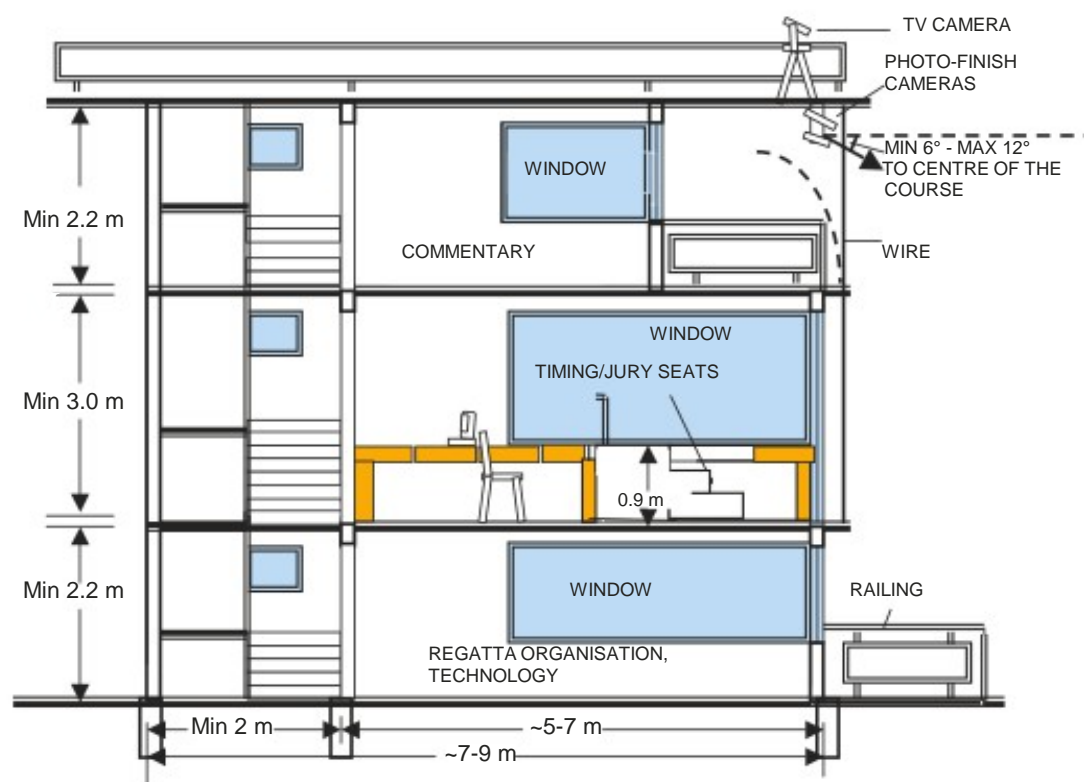 TV CAMERA
PHOTO-FINISH
CAMERAS
MIN 6° - MAX 12°
TO CENTRE OF THE
COURSE
WINDOW
Min 2.2 m
COMMENTARY
WIRE
WINDOW
TIMING/JURY SEATS
Min 3.0 m
0.9 m
Min 2.2 m
WINDOW
RAILING
REGATTA ORGANISATION,
TECHNOLOGY
Min 2 m
~5-7 m
~7-9 m